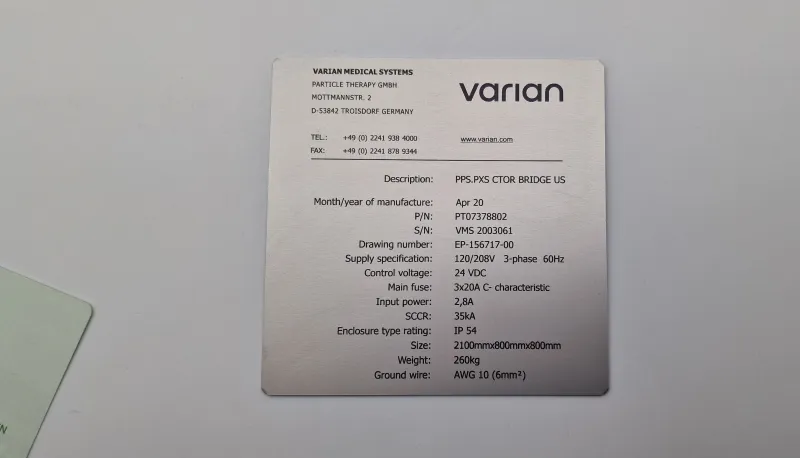 VARIAN MEDICAL SYSTEMS
PARTICLE THERAPY GMBH
MOTTMANNSTR. 2
D-53842 TROISDORF GERMANY
varian
TEL.: +49 (0) 2241 938 4000 www.varian.com
FAX: +49 (0) 2241 878 9344
Description: PPS.PXS CTOR BRIDGE US
Month/year of manufacture: Apr 20
P/N: PT07378802
S/N: VMS 2003061
Drawing number: EP-156717-00
Supply specification: 120/208V 3-phase 60Hz
Control voltage: 24 VDC
Main fuse: 3x20A C- characteristic
Input power: 2,8A
SCCR: 35kA
Enclosure type rating: IP 54
Size: 2100mmx800mmx800mm
Weight: 260kg
Ground wire: AWG 10 (6mm²)